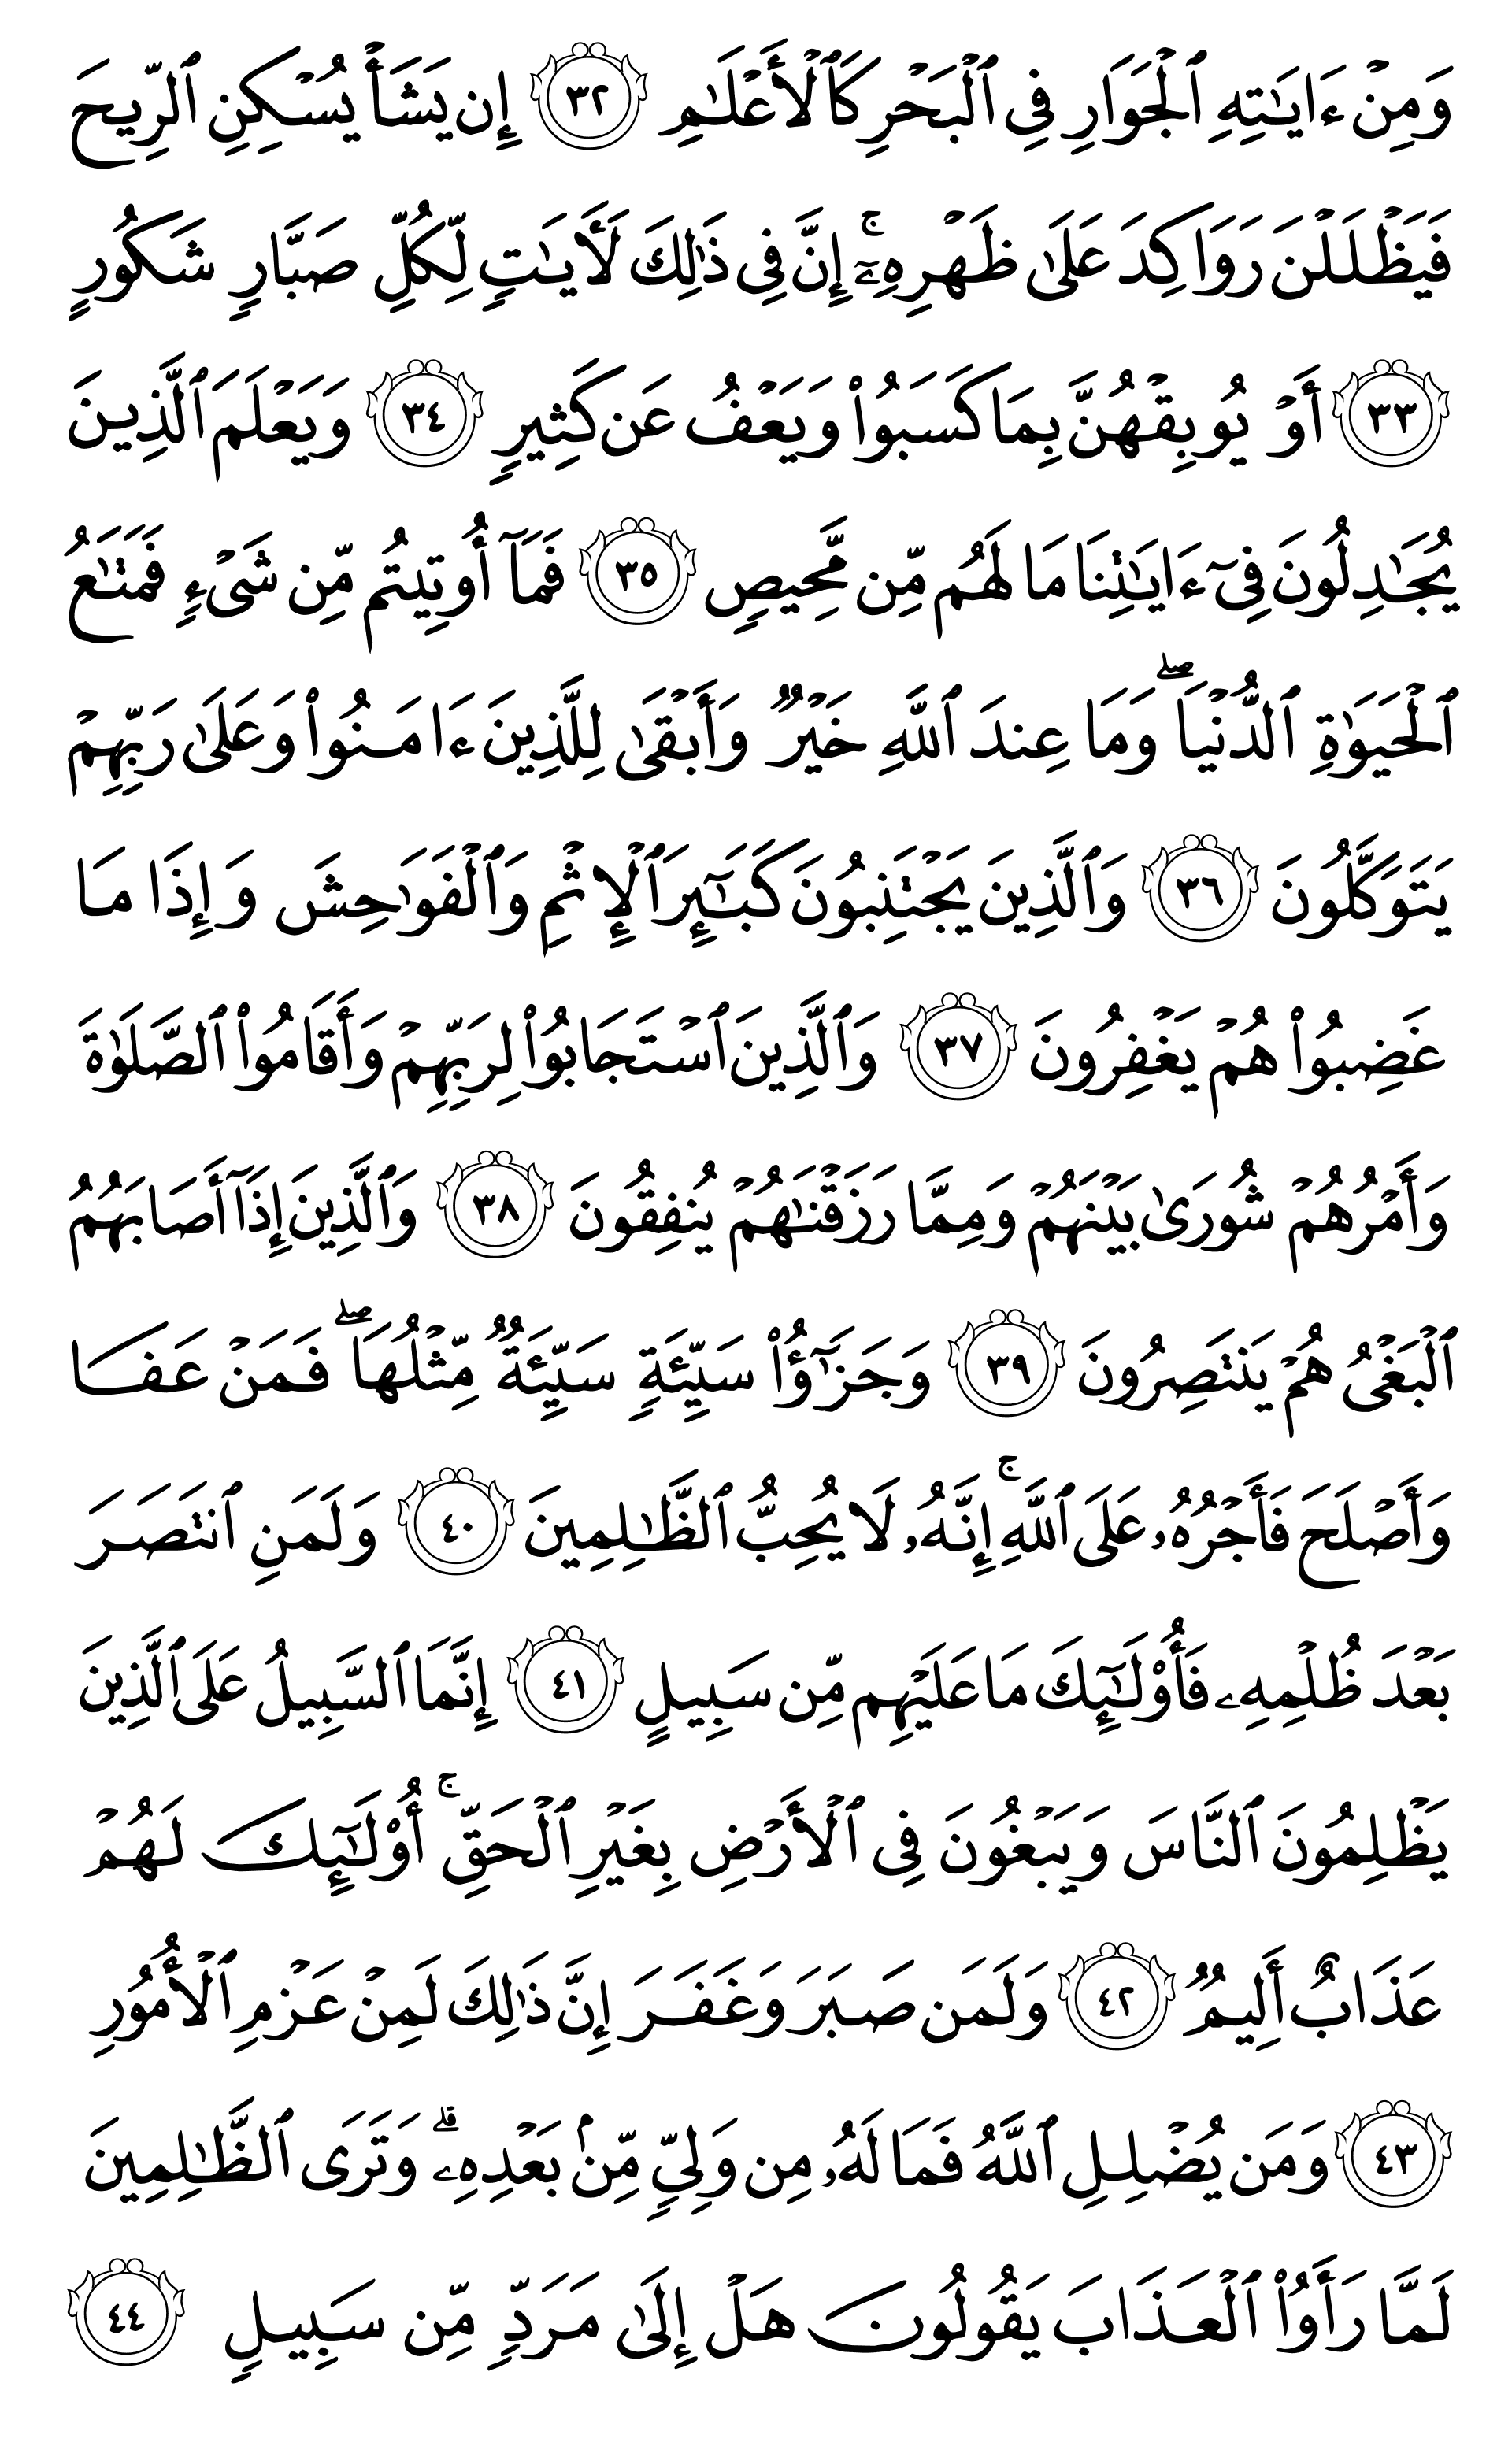 وَمِنْ ءَايَٰتِهِ ٱلْجَوَارِ فِى ٱلْبَحْرِ كَٱلْأَعْلَٰمِ ٣٢ إِن يَشَأْ يُسْكِنِ ٱلرِّيحَ
فَيَظْلَلْنَ رَوَاكِدَ عَلَىٰ ظَهْرِهِۦٓ ۚ إِنَّ فِى ذَٰلِكَ لَأَيَٰتٍ لِّكُلِّ صَبَّارٍ شَكُورٍ
٣٣ أَوْ يُوبِقْهُنَّ بِمَا كَسَبُوا۟ وَيَعْفُ عَن كَثِيرٍ ٣٤ وَيَعْلَمَ ٱلَّذِينَ
يُجَٰدِلُونَ فِىٓ ءَايَٰتِنَا مَا لَهُم مِّن مَّحِيصٍ ٣٥ فَمَآ أُوتِيتُم مِّن شَىْءٍ فَمَتَٰعُ
ٱلْحَيَوٰةِ ٱلدُّنْيَا ۖ وَمَا عِندَ ٱللَّهِ خَيْرٌ وَأَبْقَىٰ لِلَّذِينَ ءَامَنُوا۟ وَعَلَىٰ رَبِّهِمْ
يَتَوَكَّلُونَ ٣٦ وَٱلَّذِينَ يَجْتَنِبُونَ كَبَٰٓئِرَ ٱلْإِثْمِ وَٱلْفَوَٰحِشَ وَإِذَا مَا
غَضِبُوا۟ هُمْ يَغْفِرُونَ ٣٧ وَٱلَّذِينَ ٱسْتَجَابُوا۟ لِرَبِّهِمْ وَأَقَامُوا۟ ٱلصَّلَوٰةَ
وَأَمْرُهُمْ شُورَىٰ بَيْنَهُمْ وَمِمَّا رَزَقْنَٰهُمْ يُنفِقُونَ ٣٨ وَٱلَّذِينَ إِذَآ أَصَابَهُمُ
ٱلْبَغْىُ هُمْ يَنتَصِرُونَ ٣٩ وَجَزَٰٓؤُا۟ سَيِّئَةٍ سَيِّئَةٌ مِّثْلُهَا ۖ فَمَنْ عَفَا
وَأَصْلَحَ فَأَجْرُهُۥ عَلَى ٱللَّهِ ۚ إِنَّهُۥ لَا يُحِبُّ ٱلظَّٰلِمِينَ ٤٠ وَلَمَنِ ٱنتَصَرَ
بَعْدَ ظُلْمِهِۦ فَأُو۟لَٰٓئِكَ مَا عَلَيْهِم مِّن سَبِيلٍ ٤١ إِنَّمَا ٱلسَّبِيلُ عَلَى ٱلَّذِينَ
يَظْلِمُونَ ٱلنَّاسَ وَيَبْغُونَ فِى ٱلْأَرْضِ بِغَيْرِ ٱلْحَقِّ ۚ أُو۟لَٰٓئِكَ لَهُمْ
عَذَابٌ أَلِيمٌ ٤٢ وَلَمَن صَبَرَ وَغَفَرَ إِنَّ ذَٰلِكَ لَمِنْ عَزْمِ ٱلْأُمُورِ
٤٣ وَمَن يُضْلِلِ ٱللَّهُ فَمَا لَهُۥ مِن وَلِىٍّ مِّنۢ بَعْدِهِۦ ۗ وَتَرَى ٱلظَّٰلِمِينَ
لَمَّا رَأَوُا۟ ٱلْعَذَابَ يَقُولُونَ هَلْ إِلَىٰ مَرَدٍّ مِّن سَبِيلٍ ٤٤